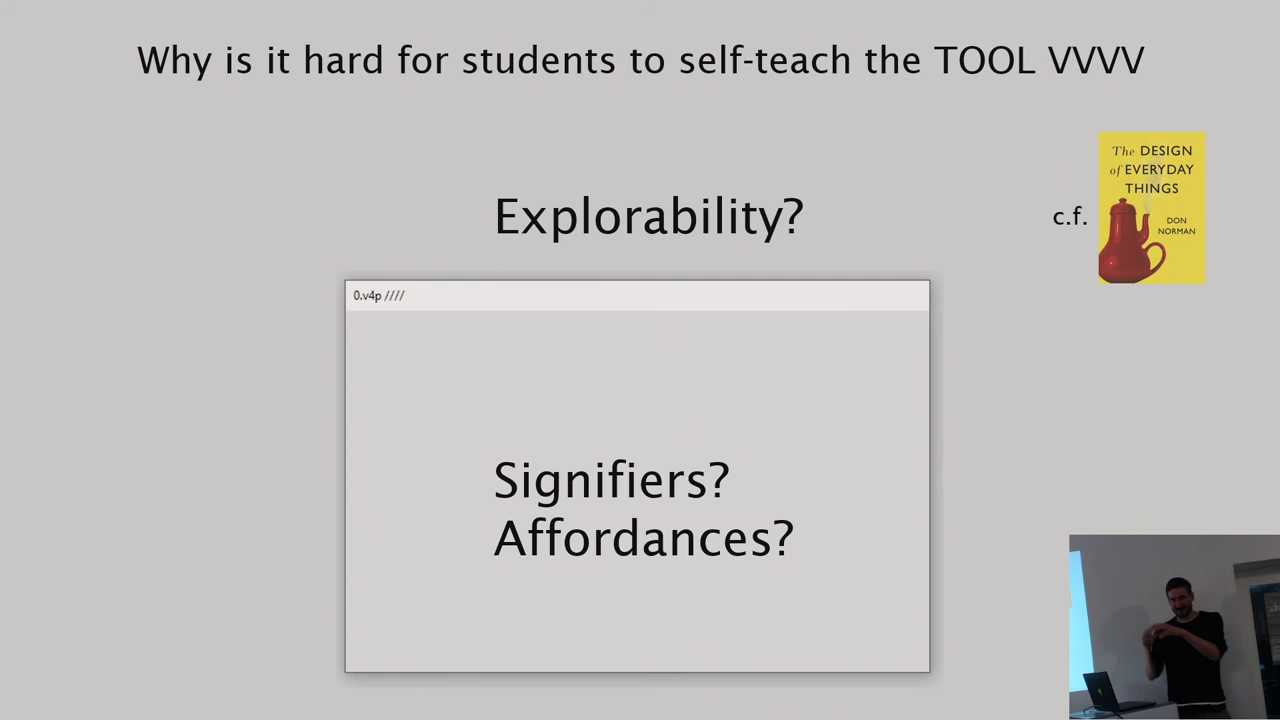 Why is it hard for students to self-teach the TOOL VVVV
Explorability?
c.f.
The DESIGN
of EVERYDAY
THINGS
DON
NORMAN
0.v4p ////
Signifiers?
Affordances?